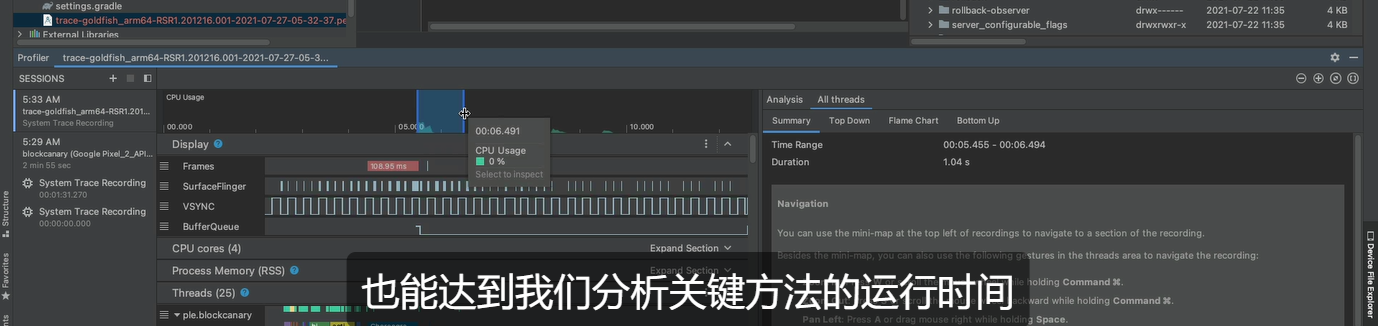 settings.gradle
trace-goldfish_arm64-RSR1.201216.001-2021-07-27-05-32-37.pe
External Libraries
rollback-observer drwx------ 2021-07-22 11:35 4 KB
server_configurable_flags drwxrwxr-x 2021-07-22 11:35 4 KB
Profiler trace-goldfish_arm64-RSR1.201216.001-2021-07-27-05-3...
SESSIONS
5:33 AM
trace-goldfish_arm64-RSR1.201...
System Trace Recording
5:29 AM
blockcanary (Google Pixel_2_API...
2 min 55 sec
System Trace Recording
00:01:31.270
System Trace Recording
00:00:00.000
CPU Usage
00.000 05.000 10.000
00:06.491
CPU Usage
0 %
Select to inspect
Display
Frames 108.95 ms
SurfaceFlinger
VSYNC
BufferQueue
CPU cores (4) Expand Section
Process Memory (RSS) Expand Section
Threads (25)
ple.blockcanary
Analysis All threads
Summary Top Down Flame Chart Bottom Up
Time Range 00:05.455 - 00:06.494
Duration 1.04 s
Navigation
You can use the mini-map at the top left of recordings to navigate to a section of the recording.
Besides the mini-map, you can also use the following gestures in the threads area to navigate the recording:
holding Command ⌘.
ward while holding Command ⌘.
Pan Left: Press A or drag mouse right while holding Space.
Structure
Favorites
Device File Explorer
也能达到我们分析关键方法的运行时间